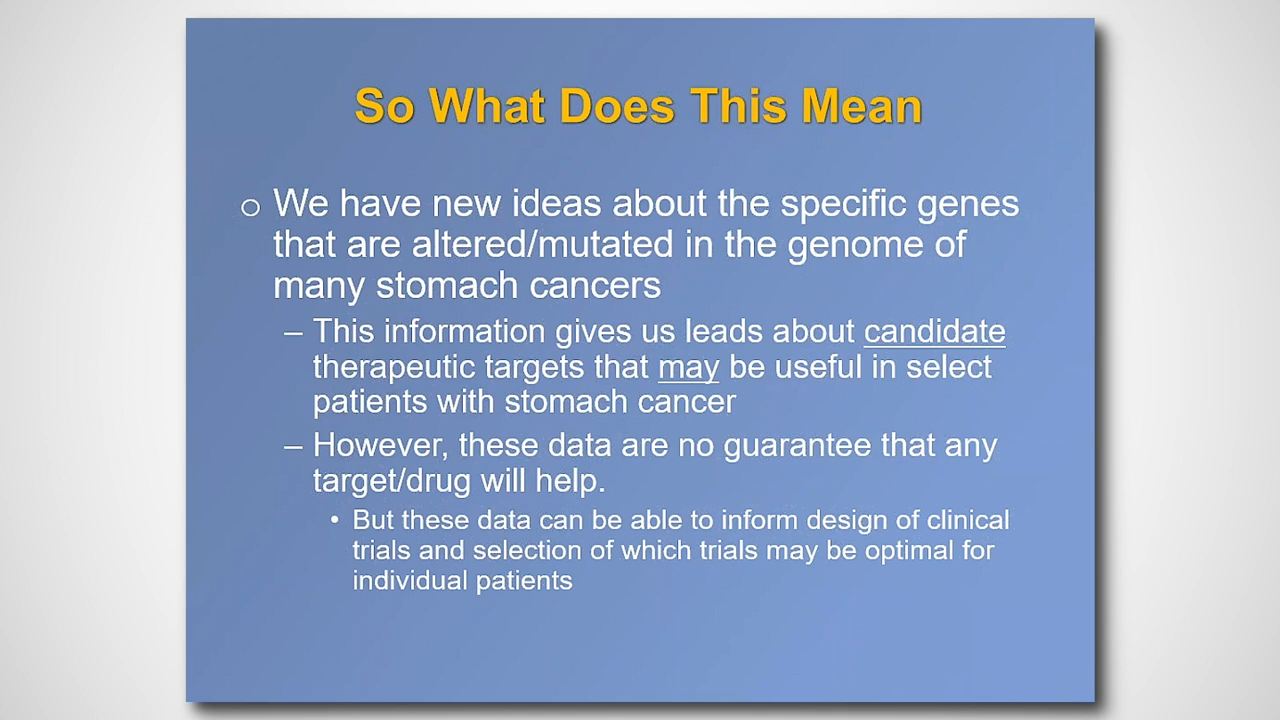 So What Does This Mean
o We have new ideas about the specific genes
that are altered/mutated in the genome of
many stomach cancers
– This information gives us leads about candidate
therapeutic targets that may be useful in select
patients with stomach cancer
– However, these data are no guarantee that any
target/drug will help.
• But these data can be able to inform design of clinical
trials and selection of which trials may be optimal for
individual patients